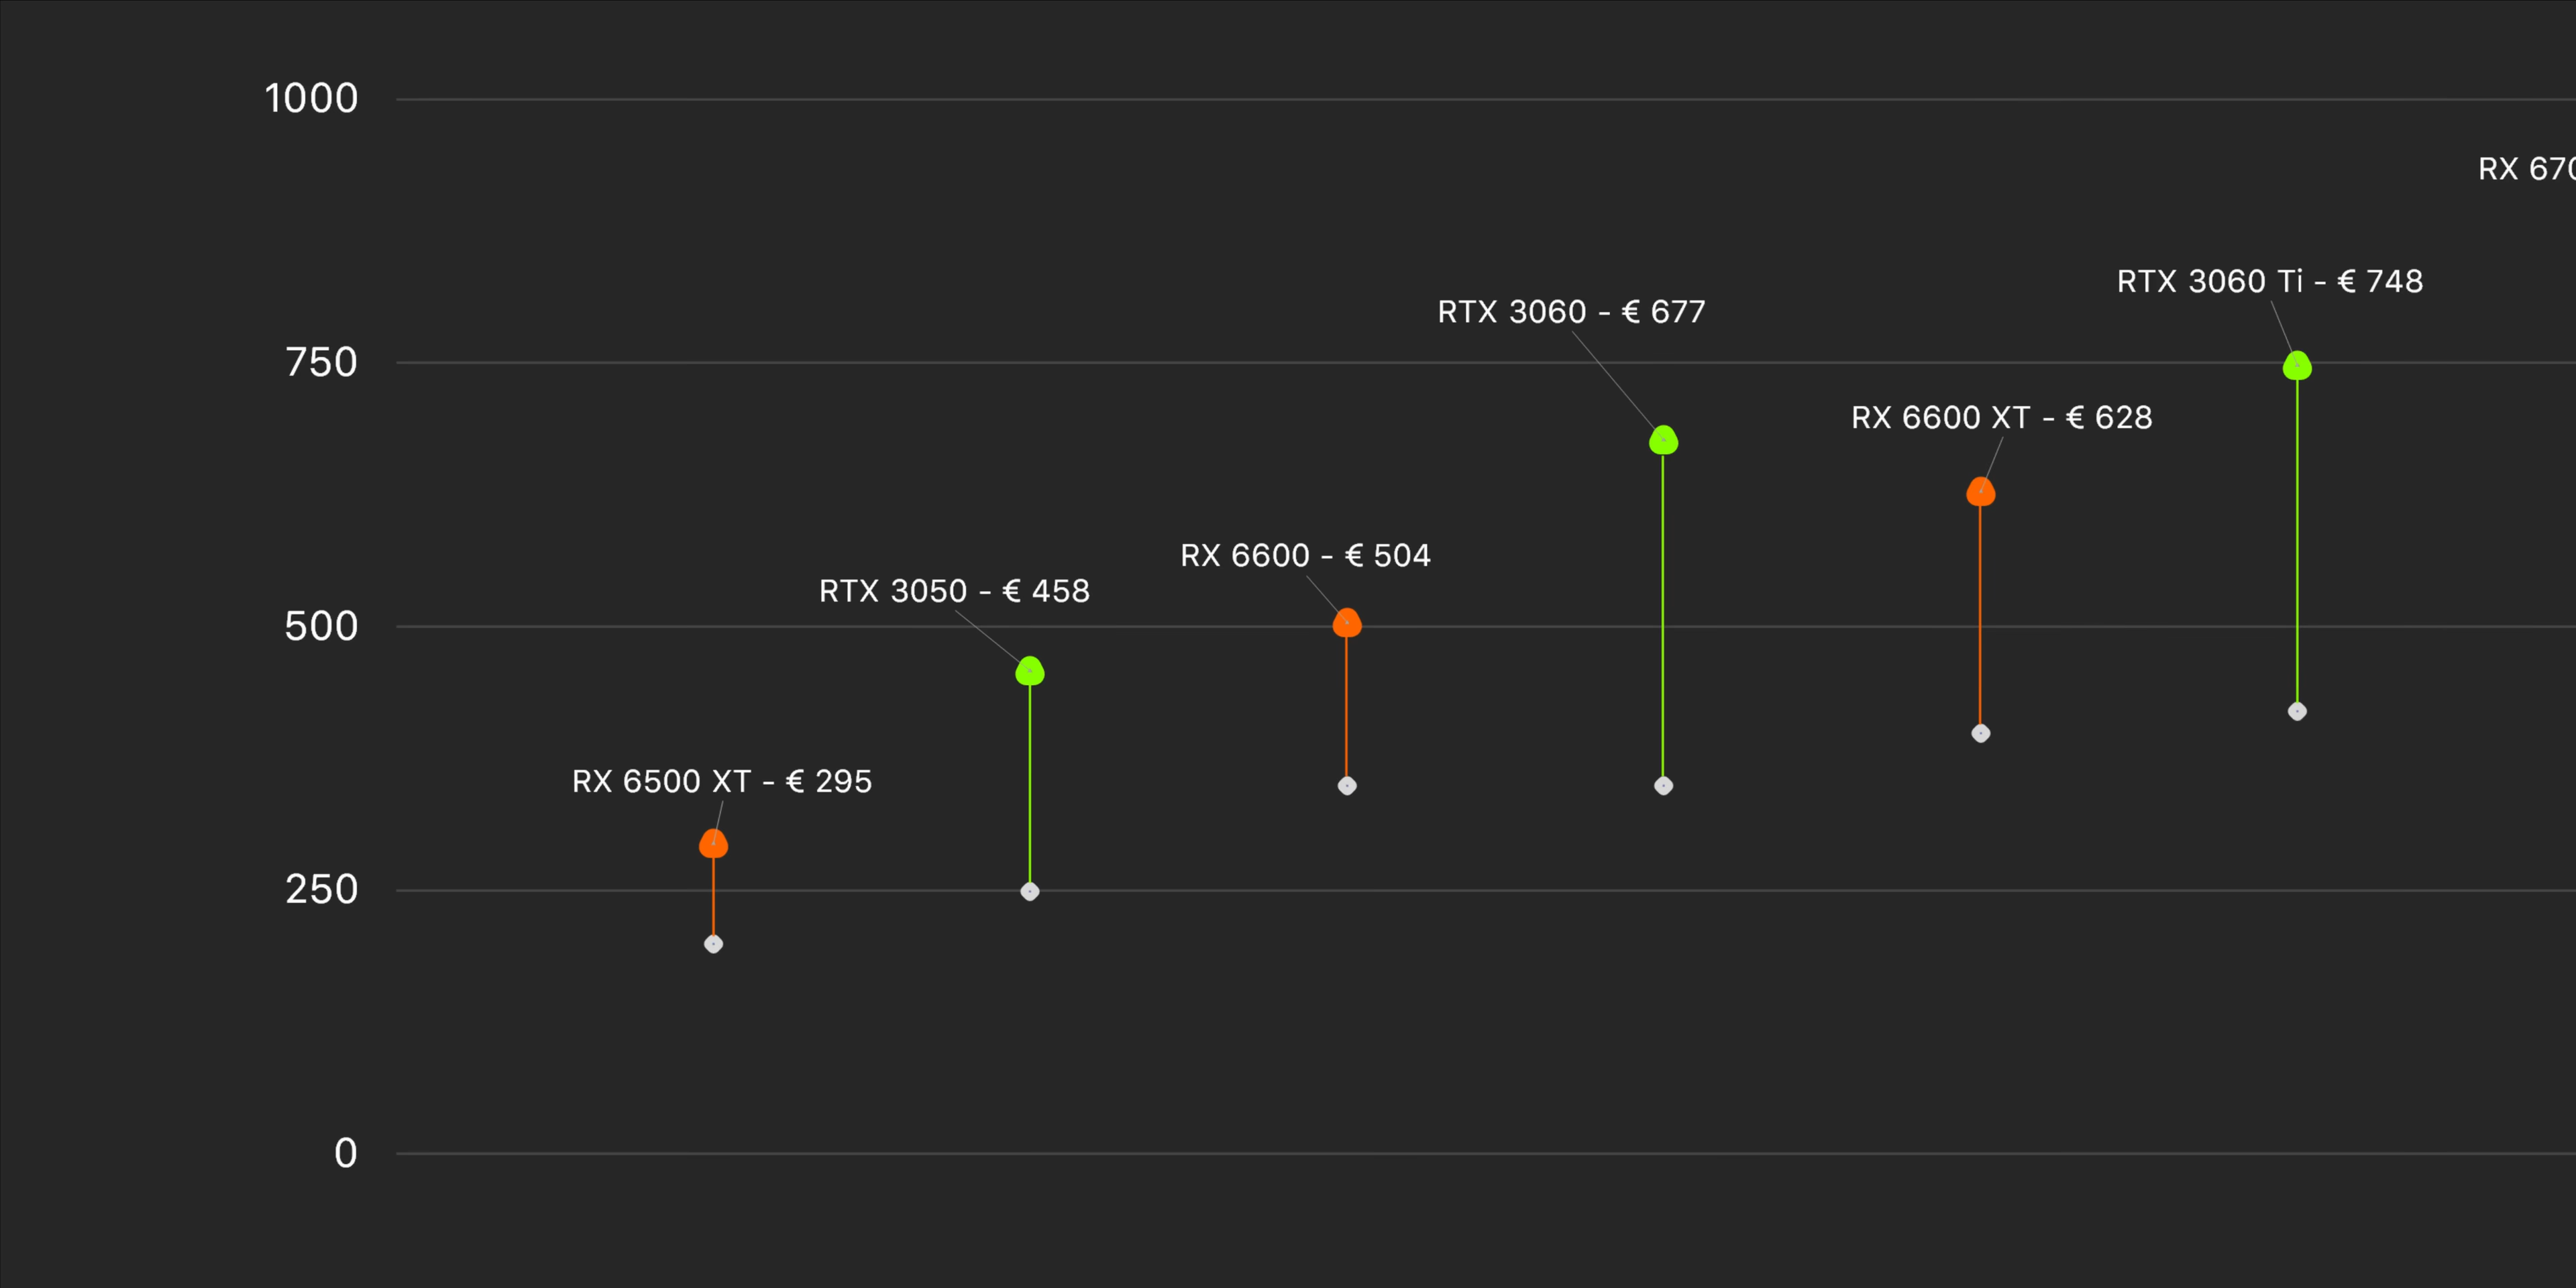 1000
RX 670
RTX 3060 Ti - € 748
RTX 3060 - € 677
750
RX 6600 XT - € 628
RX 6600 - € 504
RTX 3050 - € 458
500
RX 6500 XT - € 295
250
0